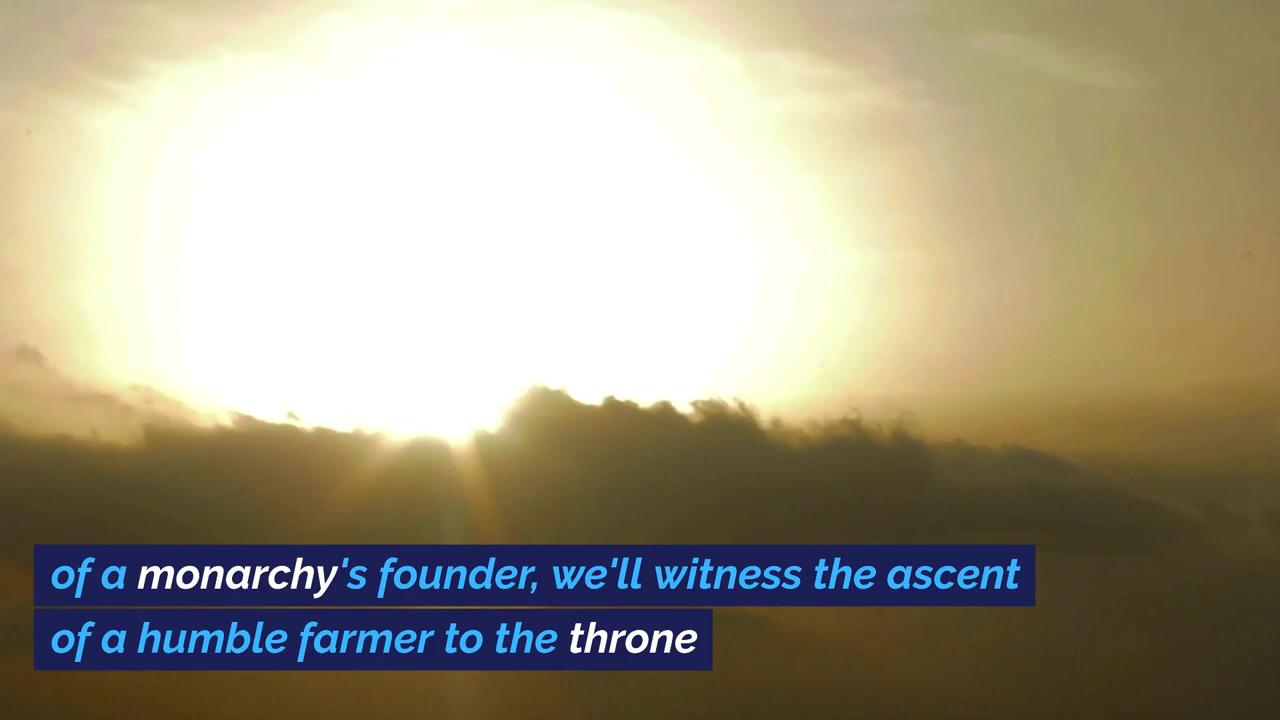 of a monarchy's founder, we'll witness the ascent
of a humble farmer to the throne